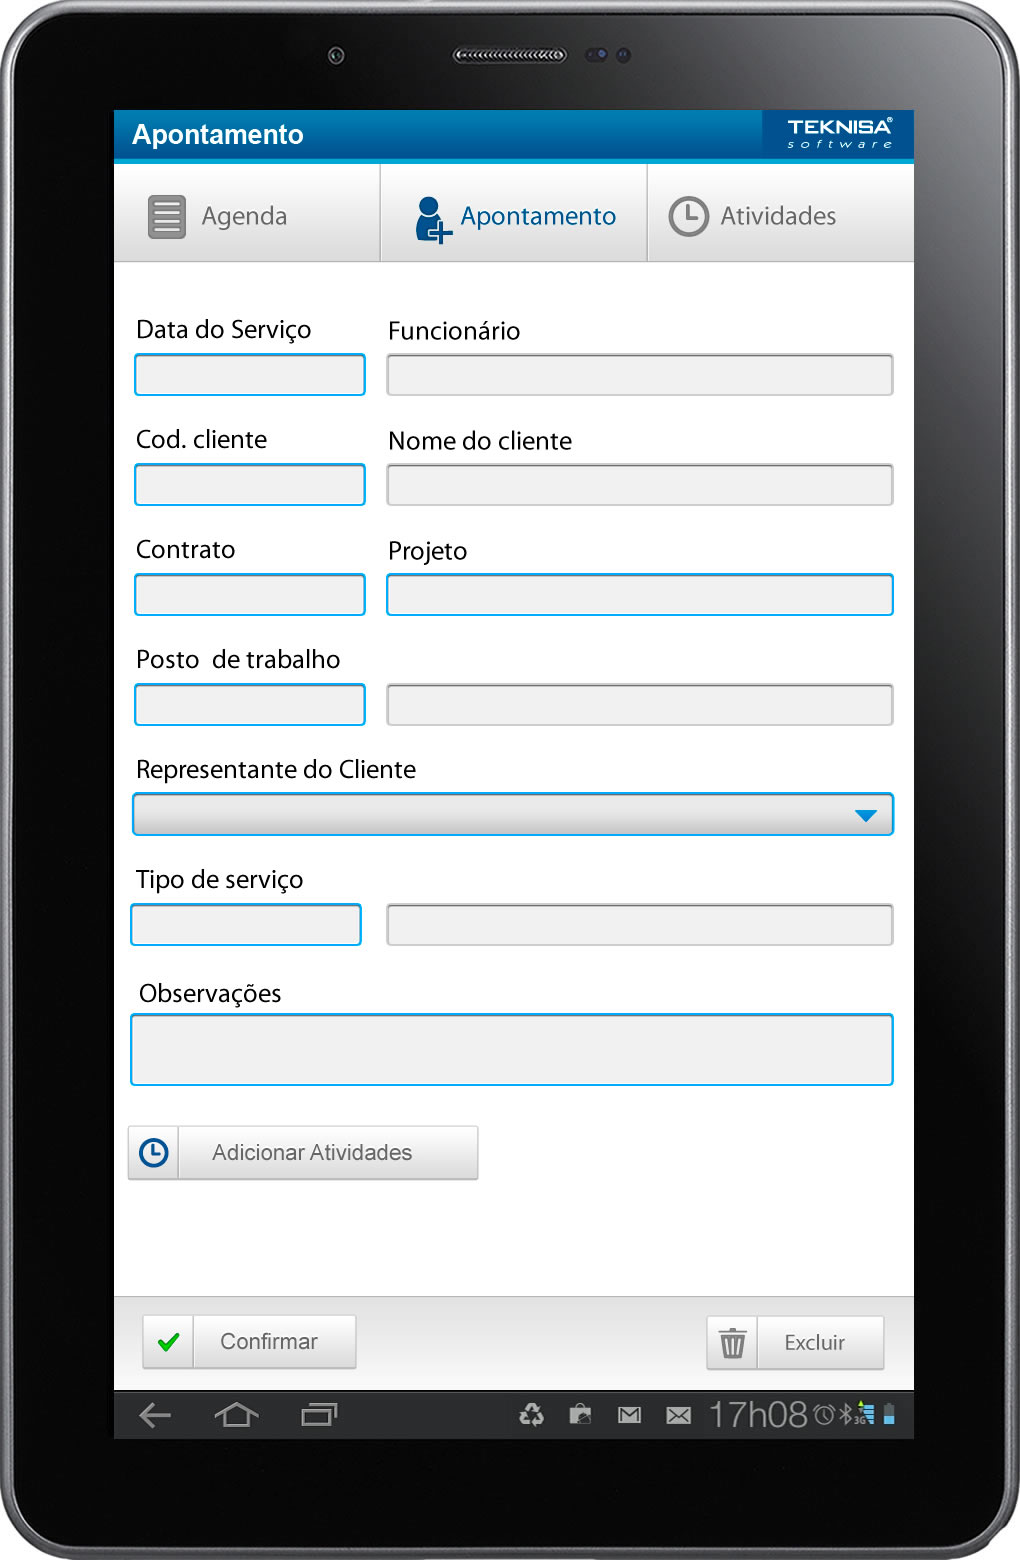 Apontamento
TEKNISA®
software
Agenda
Apontamento
Atividades
Data do Serviço
Funcionário
Cod. cliente
Nome do cliente
Contrato
Projeto
Posto  de trabalho
Representante do Cliente
Tipo de serviço
Observações
Adicionar Atividades
Confirmar
Excluir
17h08
3G